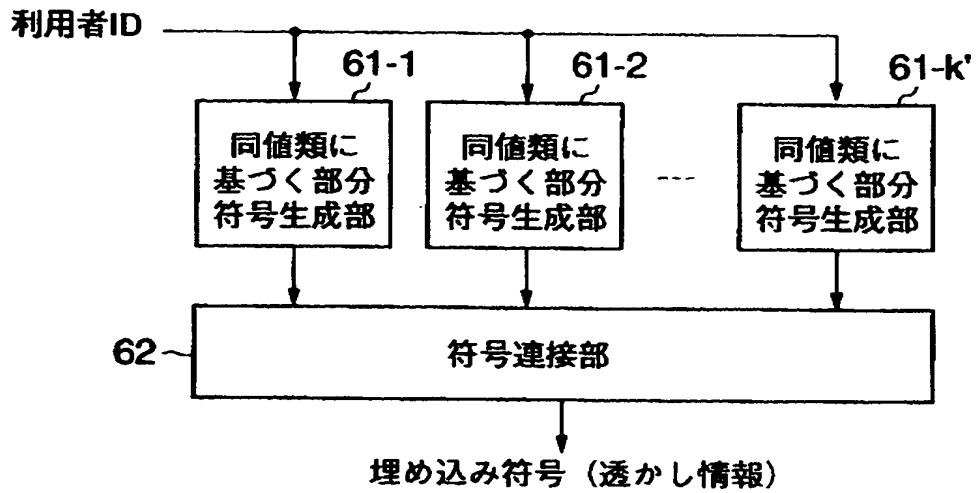 利用者ID
61-1
61-2
61-k'
同値類に
基づく部分
符号生成部
同値類に
基づく部分
符号生成部
同値類に
基づく部分
符号生成部
62
符号連接部
埋め込み符号（透かし情報）